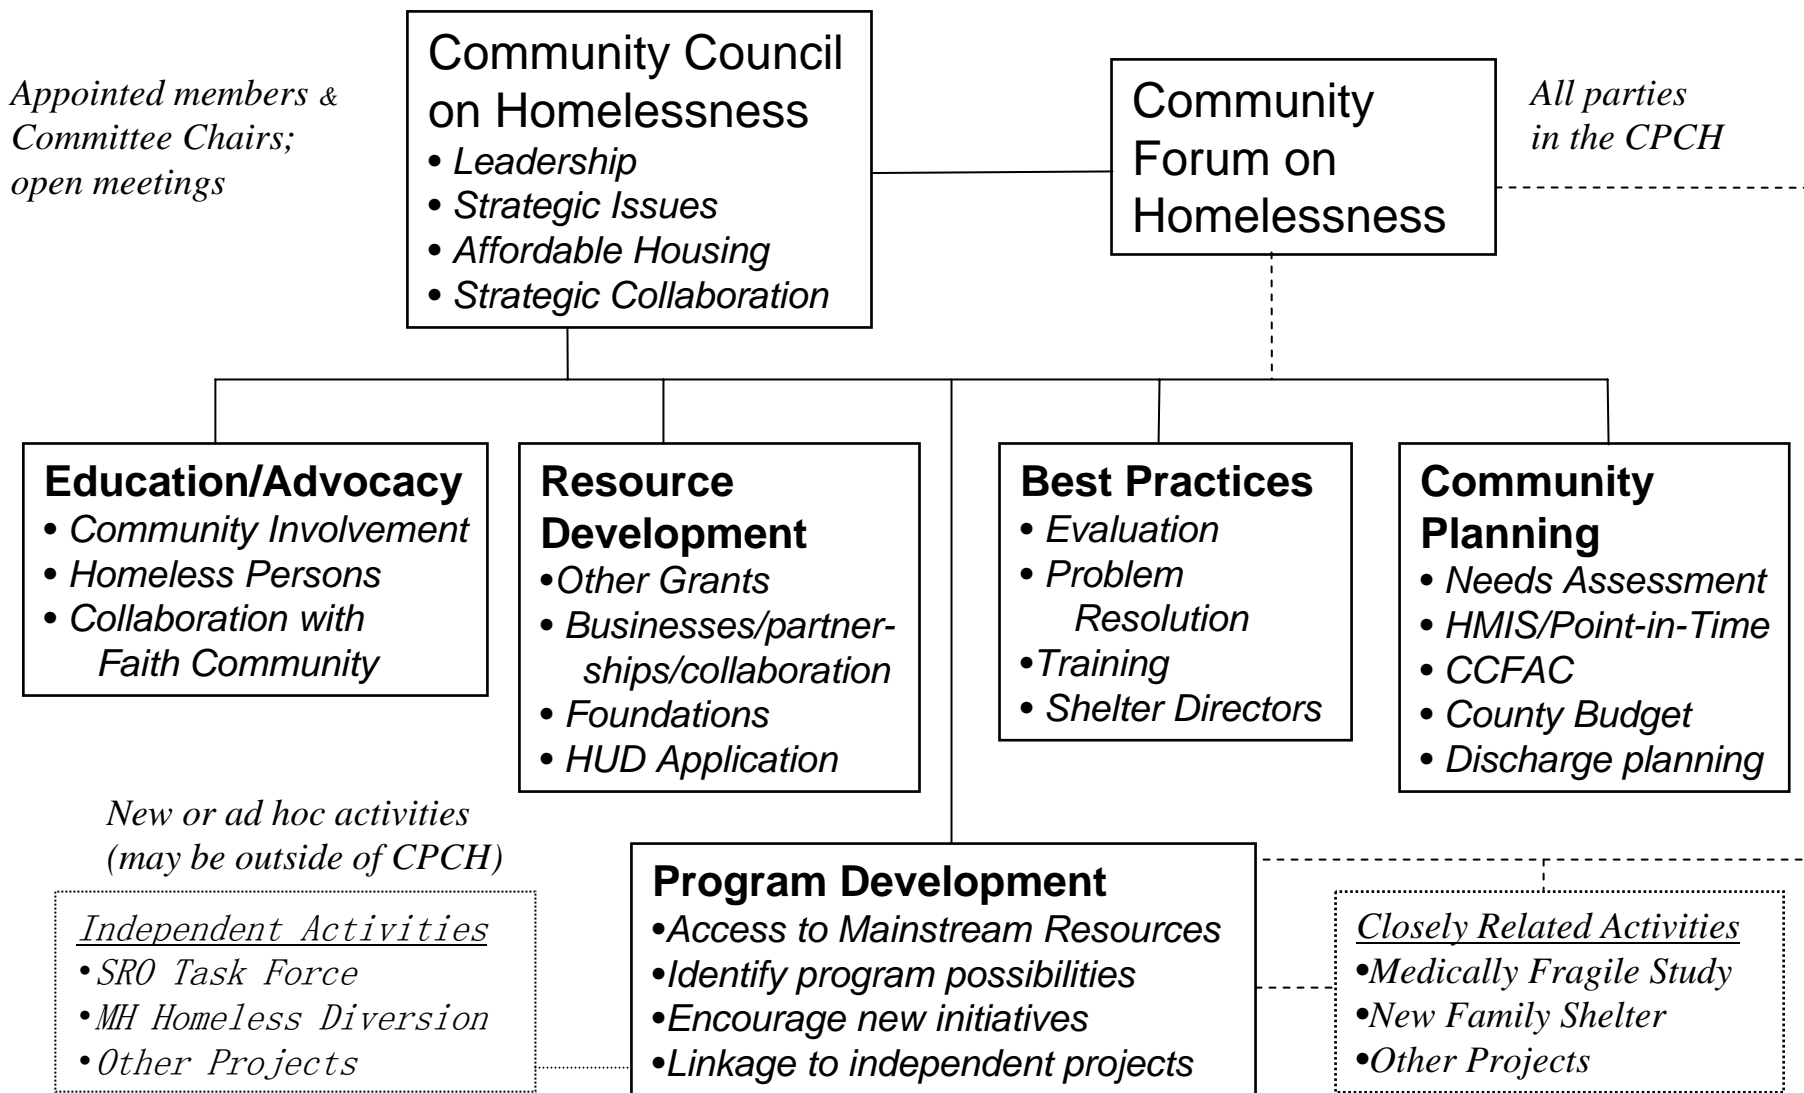 Appointed members &
Committee Chairs;
open meetings
Community Council
on Homelessness
• Leadership
• Strategic Issues
• Affordable Housing
• Strategic Collaboration
Community
Forum on
Homelessness
All parties
in the CPCH
Education/Advocacy
• Community Involvement
• Homeless Persons
• Collaboration with
Faith Community
Resource
Development
•Other Grants
• Businesses/partner-
ships/collaboration
• Foundations
• HUD Application
Best Practices
• Evaluation
• Problem
Resolution
•Training
• Shelter Directors
Community
Planning
• Needs Assessment
• HMIS/Point-in-Time
• CCFAC
• County Budget
• Discharge planning
New or ad hoc activities
(may be outside of CPCH)
Independent Activities
•SRO Task Force
•MH Homeless Diversion
•Other Projects
Program Development
•Access to Mainstream Resources
•Identify program possibilities
•Encourage new initiatives
•Linkage to independent projects
Closely Related Activities
•Medically Fragile Study
•New Family Shelter
•Other Projects